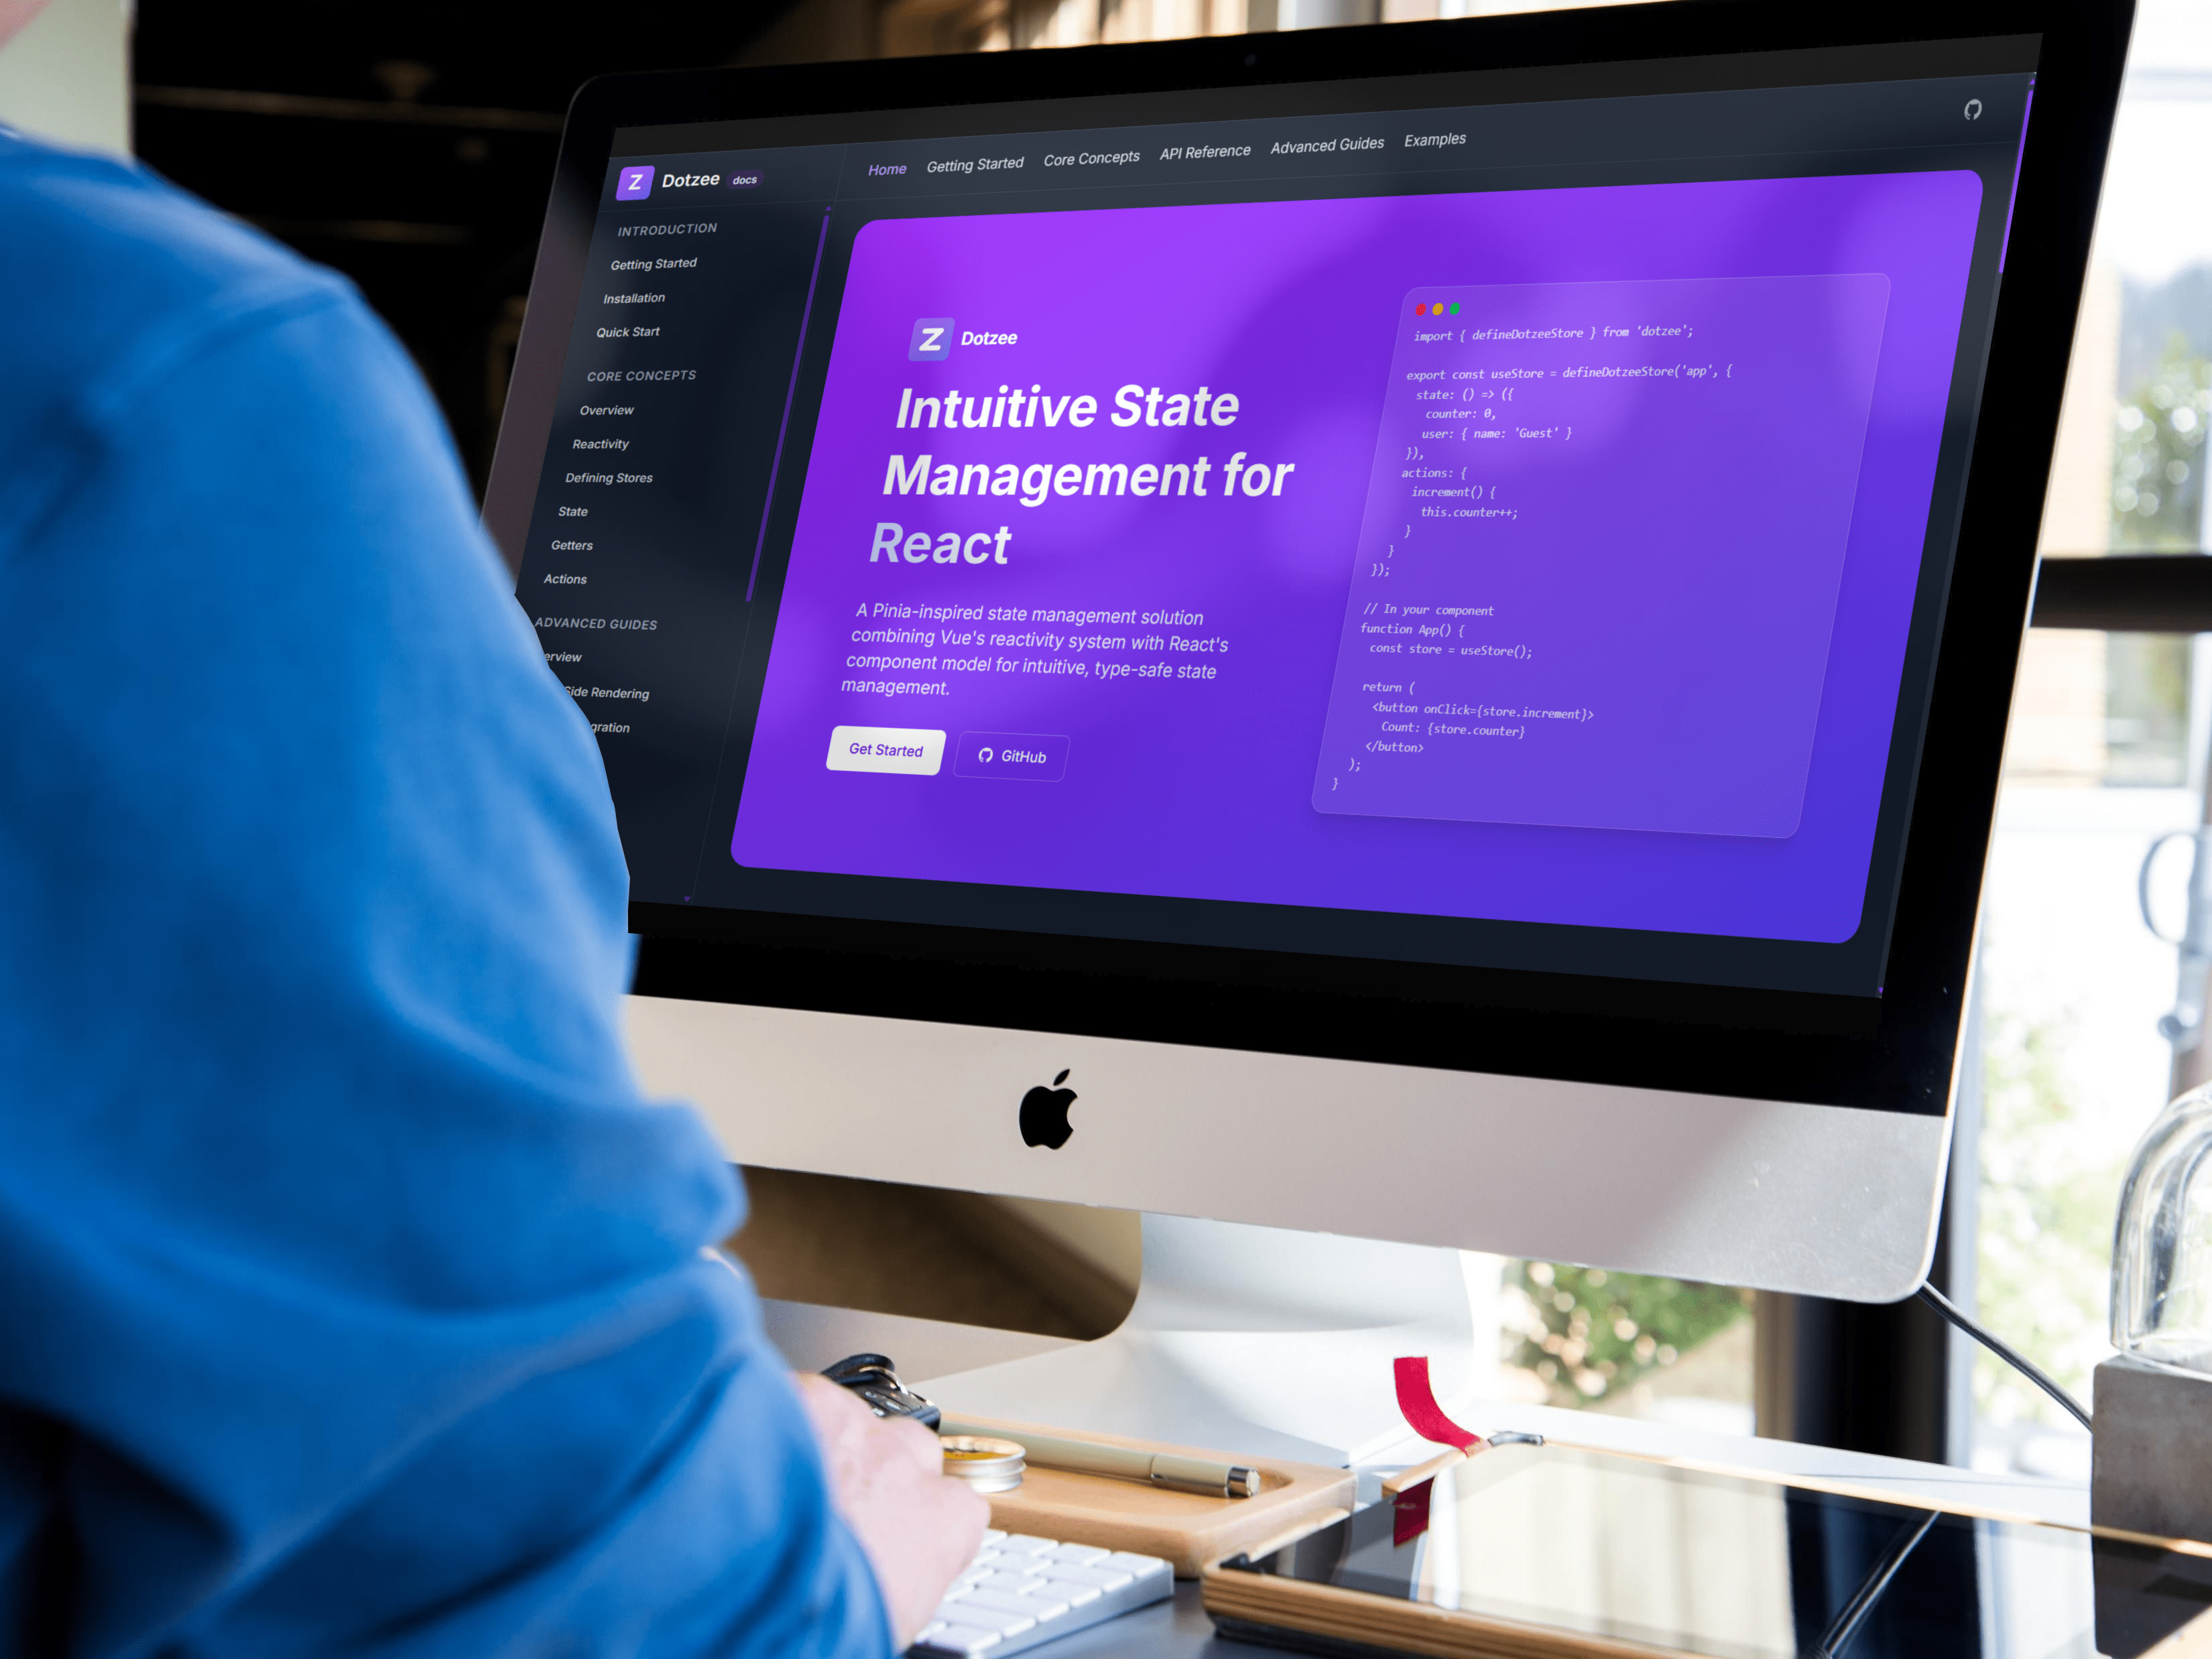 Z Dotzee docs
Home Getting Started Core Concepts API Reference Advanced Guides Examples
INTRODUCTION
Getting Started
Installation
Quick Start
CORE CONCEPTS
Overview
Reactivity
Defining Stores
State
Getters
Actions
ADVANCED GUIDES
erview
Side Rendering
gration
Z Dotzee
Intuitive State
Management for
React
A Pinia-inspired state management solution
combining Vue's reactivity system with React's
component model for intuitive, type-safe state
management.
Get Started
GitHub
import { defineDotzeeStore } from 'dotzee';
export const useStore = defineDotzeeStore('app', {
state: () => ({
counter: 0,
user: { name: 'Guest' }
}),
actions: {
increment() {
this.counter++;
}
}
});
// In your component
function App() {
const store = useStore();
return (
<button onClick={store.increment}>
Count: {store.counter}
</button>
);
}